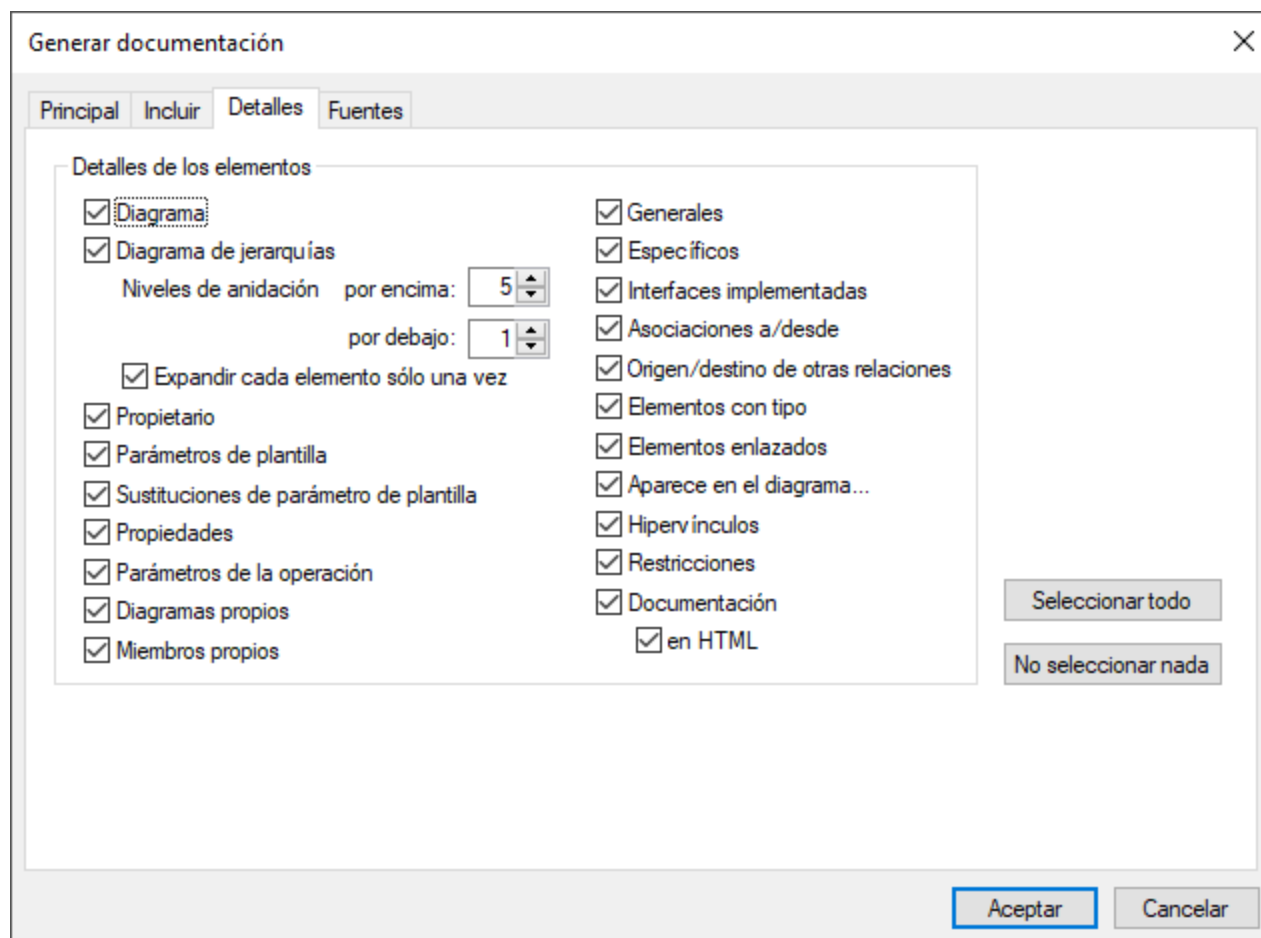 Generar documentación
Principal Incluir Detalles Fuentes
Detalles de los elementos
Diagrama
Diagrama de jerarquías
Niveles de anidación por encima: 5
por debajo: 1
Expandir cada elemento sólo una vez
Propietario
Parámetros de plantilla
Sustituciones de parámetro de plantilla
Propiedades
Parámetros de la operación
Diagramas propios
Miembros propios
Generales
Específicos
Interfaces implementadas
Asociaciones a/desde
Origen/destino de otras relaciones
Elementos con tipo
Elementos enlazados
Aparece en el diagrama...
Hipervínculos
Restricciones
Documentación
en HTML
Seleccionar todo
No seleccionar nada
Aceptar Cancelar